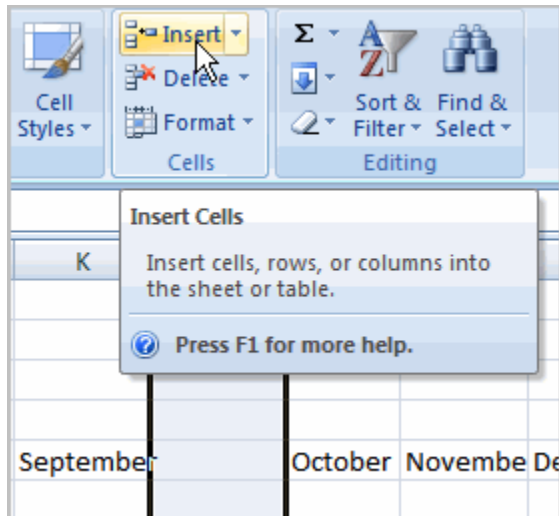 Insert
Delete
Format
Cell
Styles
Cells
Σ
AZ
Sort &
Filter
Find &
Select
Editing
Insert Cells
Insert cells, rows, or columns into
the sheet or table.
Press F1 for more help.
K
September October Novembe De